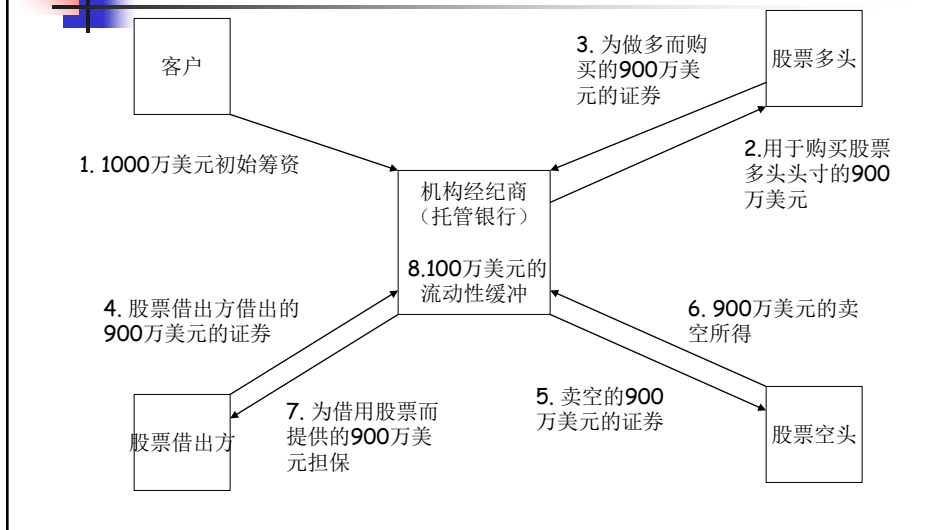 客户
3. 为做多而购
买的900万美
元的证券
股票多头
1. 1000万美元初始筹资
2.用于购买股票
多头头寸的900
万美元
机构经纪商
（托管银行）
8.100万美元的
流动性缓冲
4. 股票借出方借出的
900万美元的证券
6. 900万美元的卖
空所得
5. 卖空的900
万美元的证券
7. 为借用股票而
提供的900万美
元担保
股票借出方
股票空头